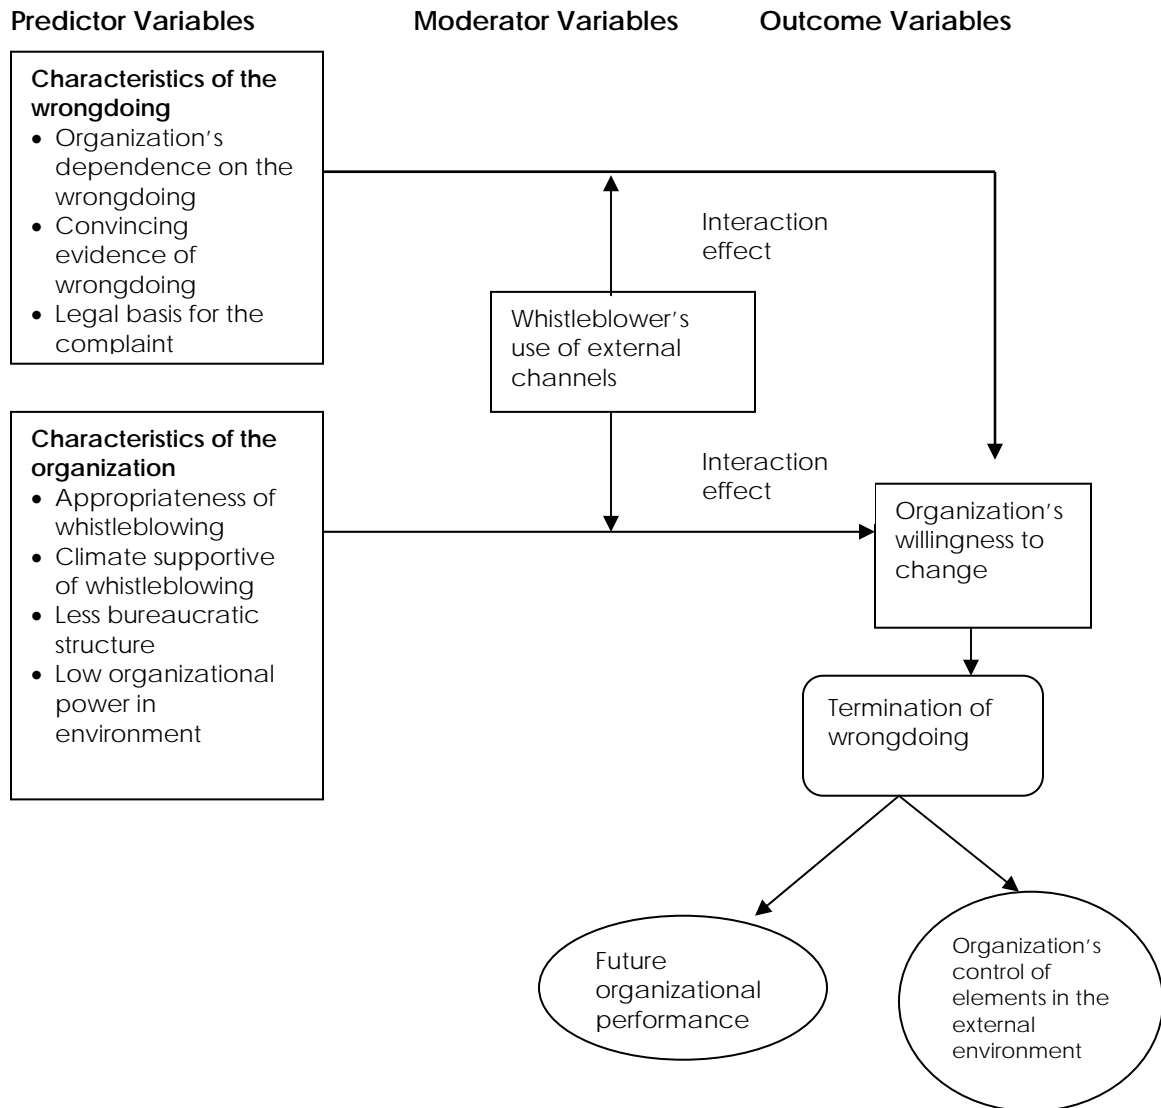 Predictor Variables
Moderator Variables
Outcome Variables
Characteristics of the
wrongdoing
• Organization's
dependence on the
wrongdoing
• Convincing
evidence of
wrongdoing
• Legal basis for the
complaint
Interaction
effect
Whistleblower's
use of external
channels
Characteristics of the
organization
• Appropriateness of
whistleblowing
• Climate supportive
of whistleblowing
• Less bureaucratic
structure
• Low organizational
power in
environment
Interaction
effect
Organization's
willingness to
change
Termination of
wrongdoing
Future
organizational
performance
Organization's
control of
elements in the
external
environment